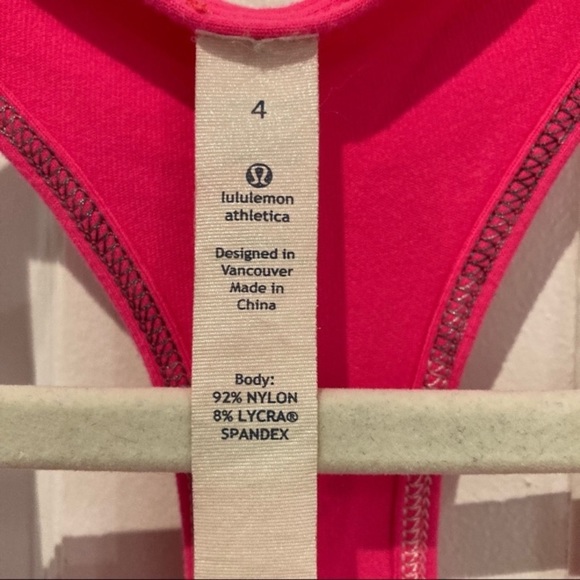 4
lululemon
athletica
Designed in
Vancouver
Made in
China
Body:
92% NYLON
8% LYCRA®
SPANDEX